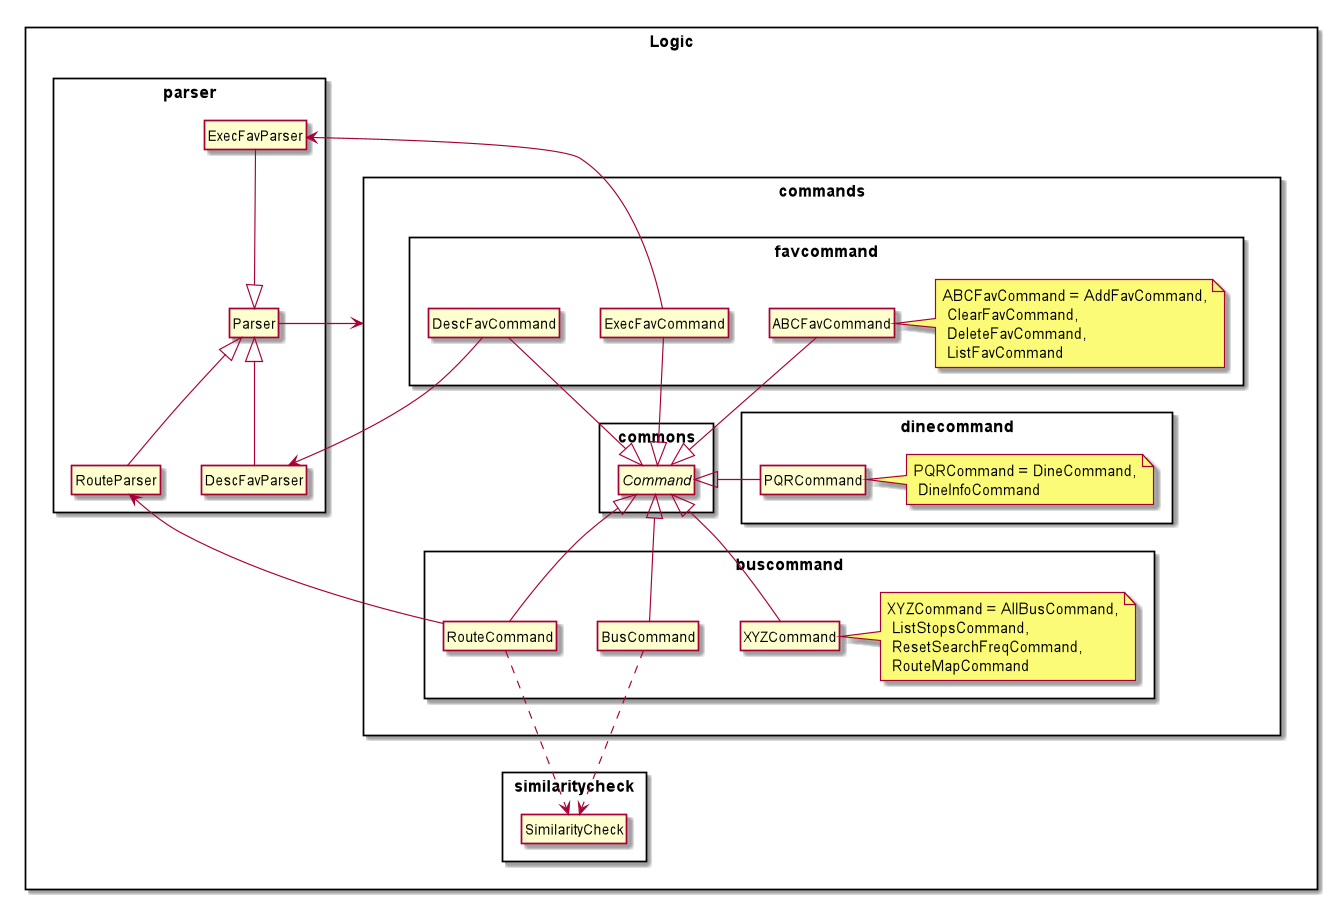 Logic
parser
ExecFavParser
commands
favcommand
DescFavCommand
ExecFavCommand
ABCFavCommand
ABCFavCommand = AddFavCommand,
ClearFavCommand,
DeleteFavCommand,
ListFavCommand
Parser
RouteParser
DescFavParser
commons
Command
dinecommand
PQRCommand
PQRCommand = DineCommand,
DineInfoCommand
buscommand
RouteCommand
BusCommand
XYZCommand
XYZCommand = AllBusCommand,
ListStopsCommand,
ResetSearchFreqCommand,
RouteMapCommand
similaritycheck
SimilarityCheck